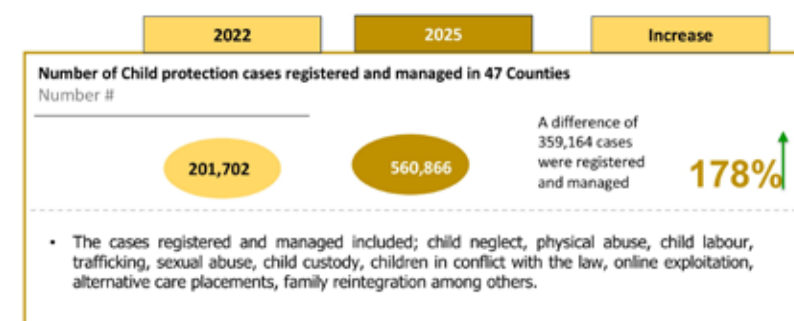 2022
2025
Increase
Number of Child protection cases registered and managed in 47 Counties
Number #
201,702
560,866
A difference of
359,164 cases
were registered
and managed
178%
• The cases registered and managed included; child neglect, physical abuse, child labour,
trafficking, sexual abuse, child custody, children in conflict with the law, online exploitation,
alternative care placements, family reintegration among others.